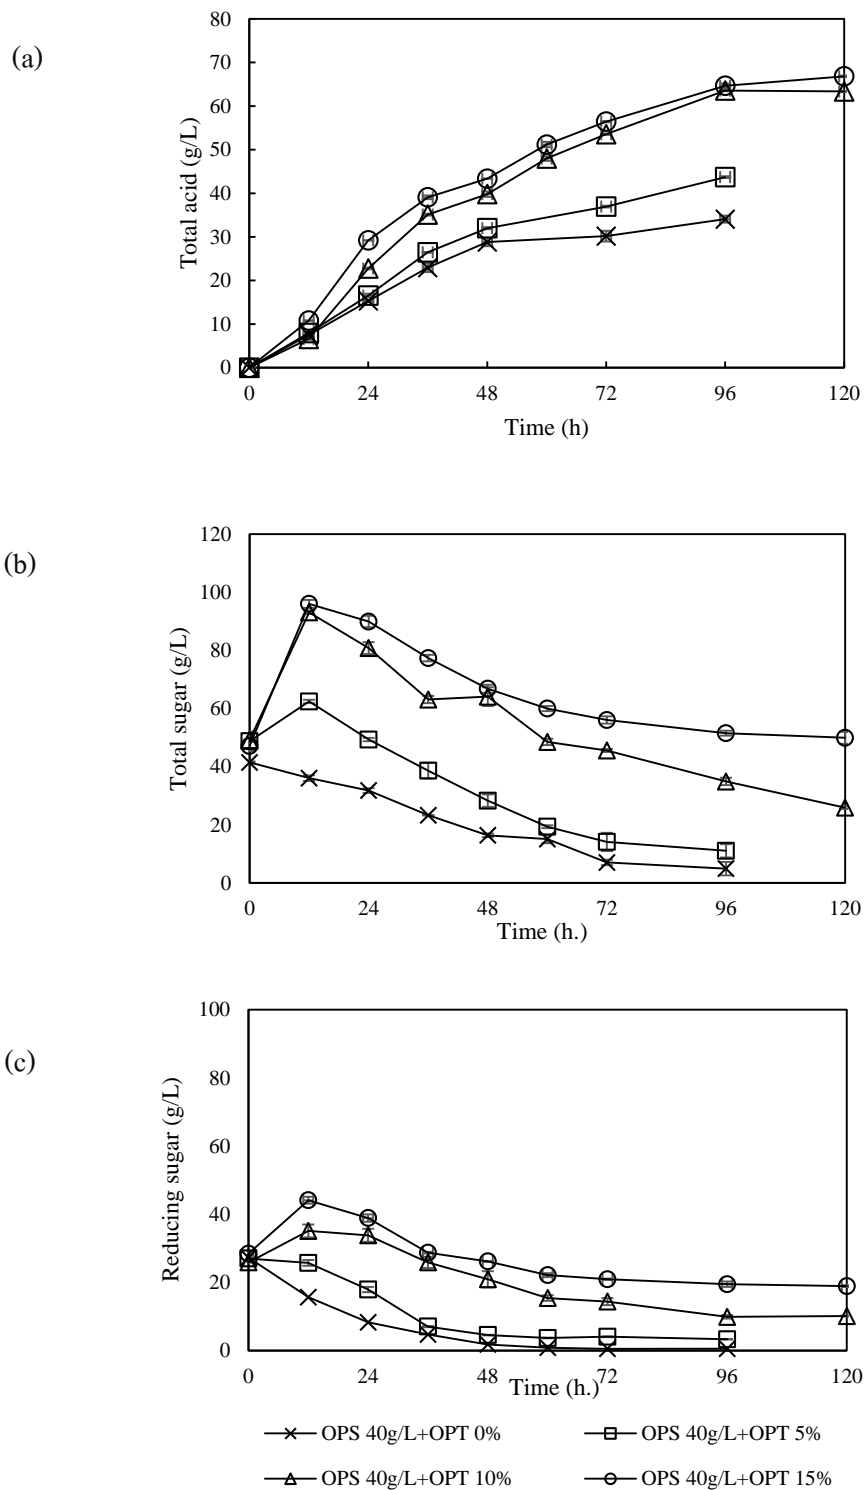 (a)
Total acid (g/L)
80
70
60
50
40
30
20
10
0
0 24 48 72 96 120
Time (h)
(b)
Total sugar (g/L)
120
100
80
60
40
20
0
0 24 48 72 96 120
Time (h.)
(c)
Reducing sugar (g/L)
100
80
60
40
20
0
0 24 48 72 96 120
Time (h.)
OPS 40g/L+OPT 0% OPS 40g/L+OPT 5%
OPS 40g/L+OPT 10% OPS 40g/L+OPT 15%